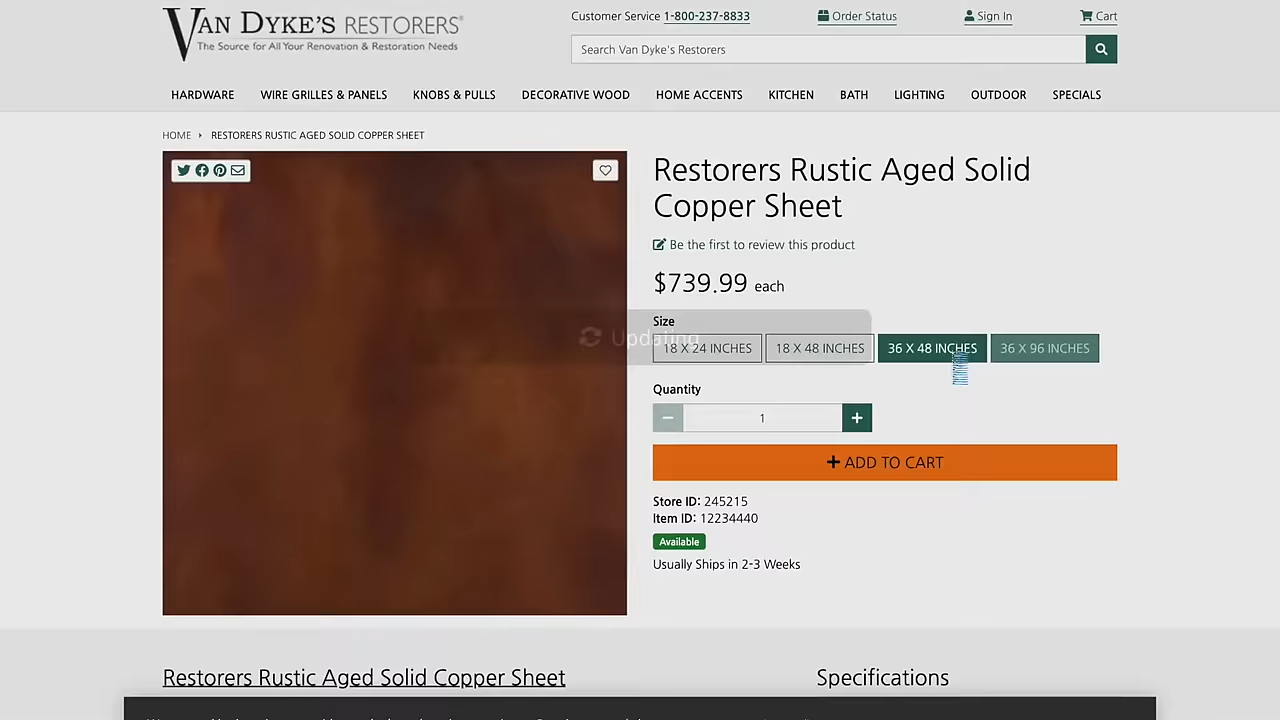 VAN DYKE'S RESTORERS®
The Source for All Your Renovation & Restoration Needs
Customer Service 1-800-237-8833
Order Status
Sign In
Cart
Search Van Dyke's Restorers
HARDWARE WIRE GRILLES & PANELS KNOBS & PULLS DECORATIVE WOOD HOME ACCENTS KITCHEN BATH LIGHTING OUTDOOR SPECIALS
HOME RESTORERS RUSTIC AGED SOLID COPPER SHEET
Restorers Rustic Aged Solid
Copper Sheet
Be the first to review this product
$739.99 each
Size
Updating
18 X 24 INCHES 18 X 48 INCHES 36 X 48 INCHES 36 X 96 INCHES
Quantity
1
ADD TO CART
Store ID: 245215
Item ID: 12234440
Available
Usually Ships in 2-3 Weeks
Restorers Rustic Aged Solid Copper Sheet
Specifications